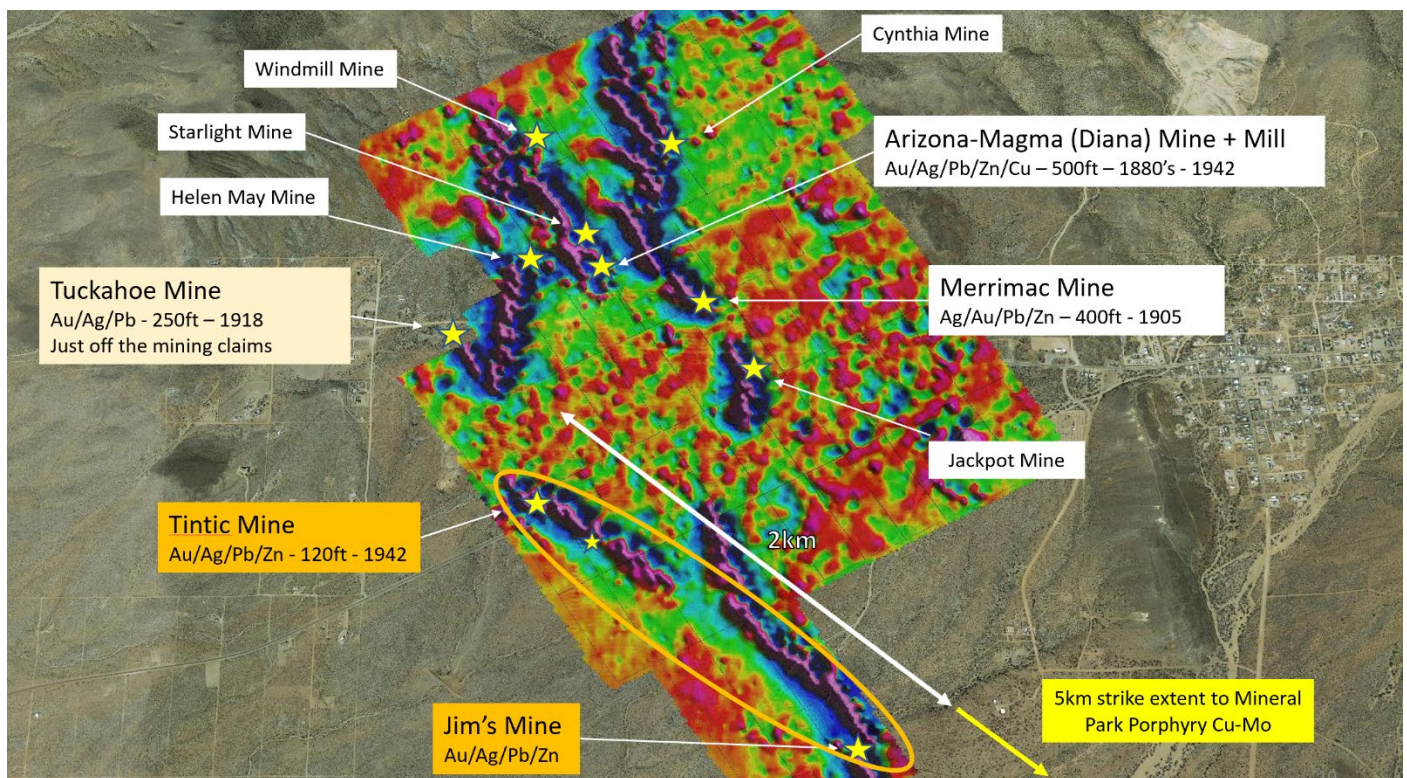 Cynthia Mine
Windmill Mine
Starlight Mine
Arizona-Magma (Diana) Mine + Mill
Au/Ag/Pb/Zn/Cu – 500ft – 1880’s - 1942
Helen May Mine
Tuckahoe Mine
Au/Ag/Pb - 250ft – 1918
Just off the mining claims
Merrimac Mine
Ag/Au/Pb/Zn – 400ft - 1905
Jackpot Mine
Tintic Mine
Au/Ag/Pb/Zn - 120ft - 1942
2km
Jim’s Mine
Au/Ag/Pb/Zn
5km strike extent to Mineral
Park Porphyry Cu-Mo